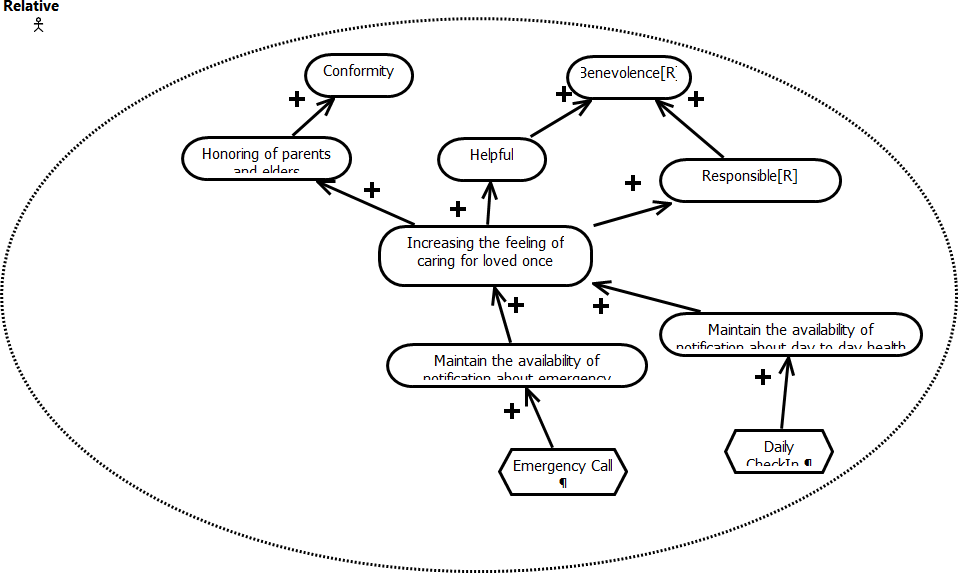 Relative
Conformity
Benevolence[R]
Honoring of parents
and elders
Helpful
Responsible[R]
Increasing the feeling of
caring for loved once
Maintain the availability of
notification about day to day health
Maintain the availability of
notification about emergency
Daily
CheckIn ¶
Emergency Call
¶